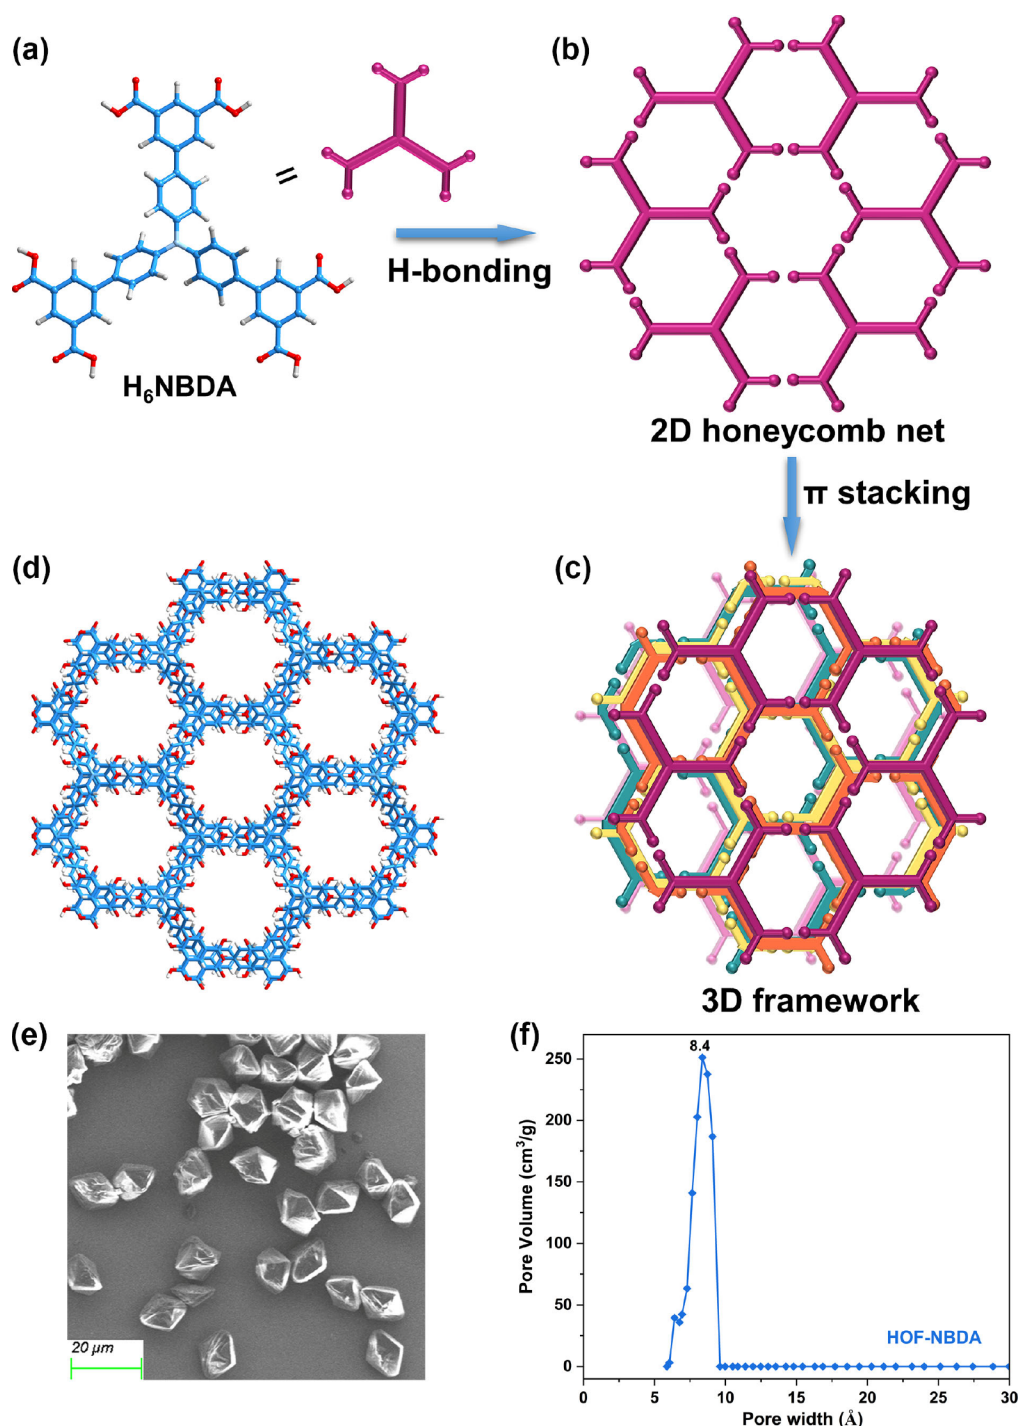 (a)
(b)
=
H-bonding
H₆NBDA
2D honeycomb net
π stacking
(d)
(c)
3D framework
(e)
20 μm
(f)
8.4
250
200
150
100
50
0
Pore Volume (cm³/g)
HOF-NBDA
0 5 10 15 20 25 30
Pore width (Å)